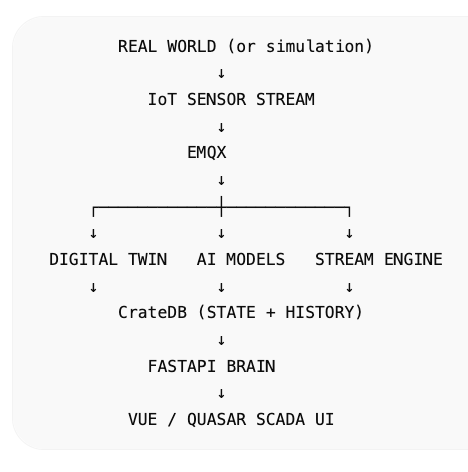 REAL WORLD (or simulation)
↓
IoT SENSOR STREAM
↓
EMQX
↓
↓ ↓ ↓
DIGITAL TWIN AI MODELS STREAM ENGINE
↓ ↓ ↓
CrateDB (STATE + HISTORY)
↓
FASTAPI BRAIN
↓
VUE / QUASAR SCADA UI